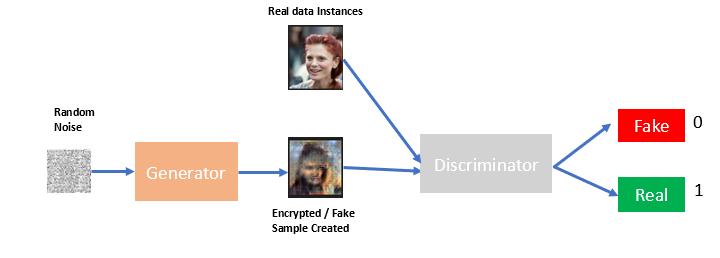 Real data Instances
Random
Noise
Generator
Encrypted / Fake
Sample Created
Discriminator
Fake 0
Real 1